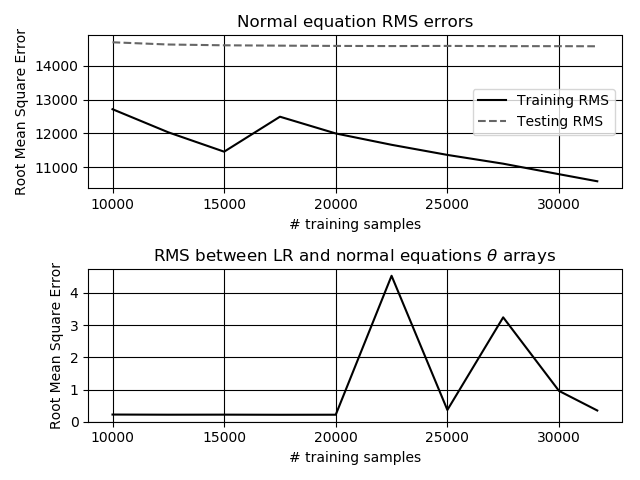 Normal equation RMS errors
Root Mean Square Error
14000
13000
12000
11000
Training RMS
Testing RMS
10000 15000 20000 25000 30000
# training samples
RMS between LR and normal equations θ arrays
Root Mean Square Error
4
3
2
1
0
10000 15000 20000 25000 30000
# training samples